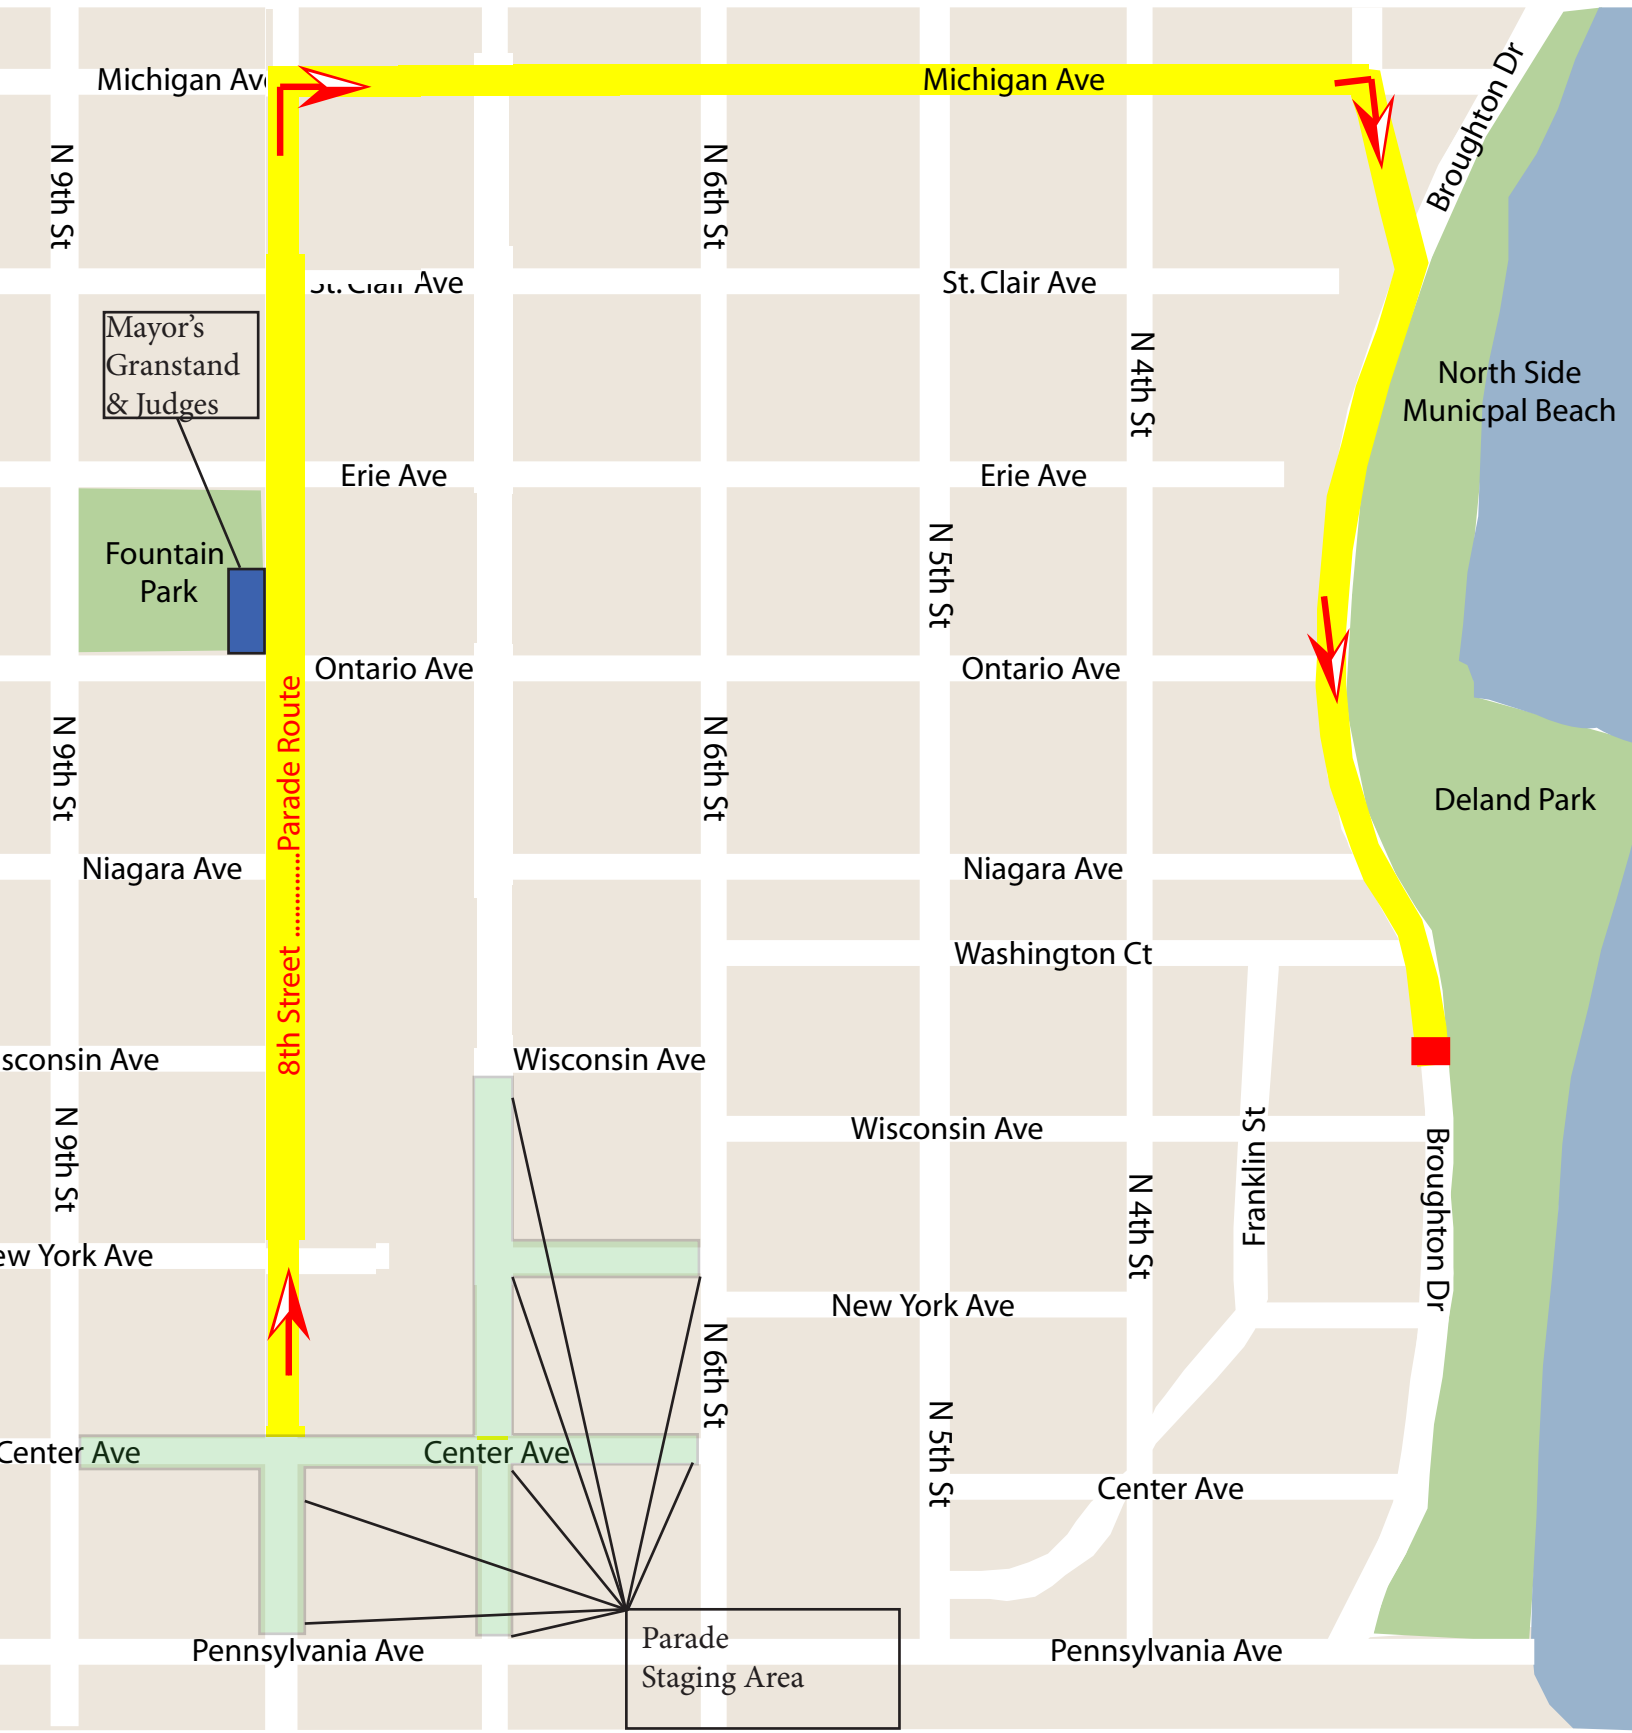 Michigan Ave
Michigan Ave
Broughton Dr
N 9th St
N 6th St
St. Clair Ave
St. Clair Ave
Mayor's
Granstand
& Judges
N 4th St
North Side
Municpal Beach
Erie Ave
Erie Ave
Fountain
Park
N 5th St
Ontario Ave
Ontario Ave
N 9th St
8th Street ............Parade Route
N 6th St
Deland Park
Niagara Ave
Niagara Ave
Washington Ct
sconsin Ave
Wisconsin Ave
Wisconsin Ave
N 9th St
N 4th St
Franklin St
Broughton Dr
ew York Ave
New York Ave
N 6th St
N 5th St
Center Ave
Center Ave
Center Ave
Pennsylvania Ave
Parade
Staging Area
Pennsylvania Ave